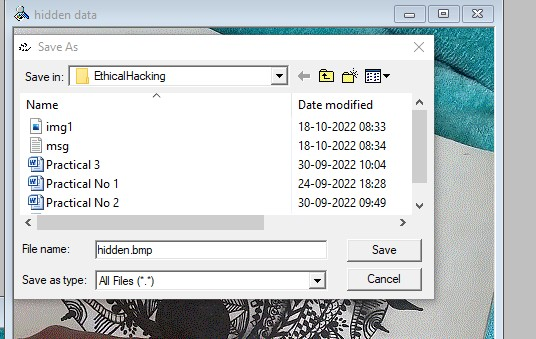 hidden data
Save As
Save in: EthicalHacking
Name Date modified
img1 18-10-2022 08:33
msg 18-10-2022 08:34
Practical 3 30-09-2022 10:04
Practical No 1 24-09-2022 18:28
Practical No 2 30-09-2022 09:49
File name: hidden.bmp Save
Save as type: All Files (*.*) Cancel